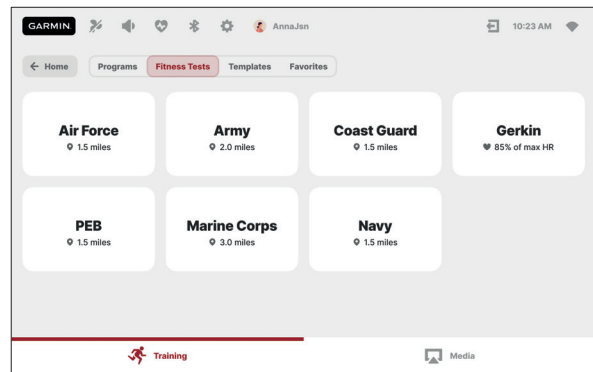 GARMIN. AnnaJsn 10:23 AM
Home Programs Fitness Tests Templates Favorites
Air Force Army Coast Guard Gerkin
1.5 miles 2.0 miles 1.5 miles 85% of max HR
PEB Marine Corps Navy
1.5 miles 3.0 miles 1.5 miles
Training Media